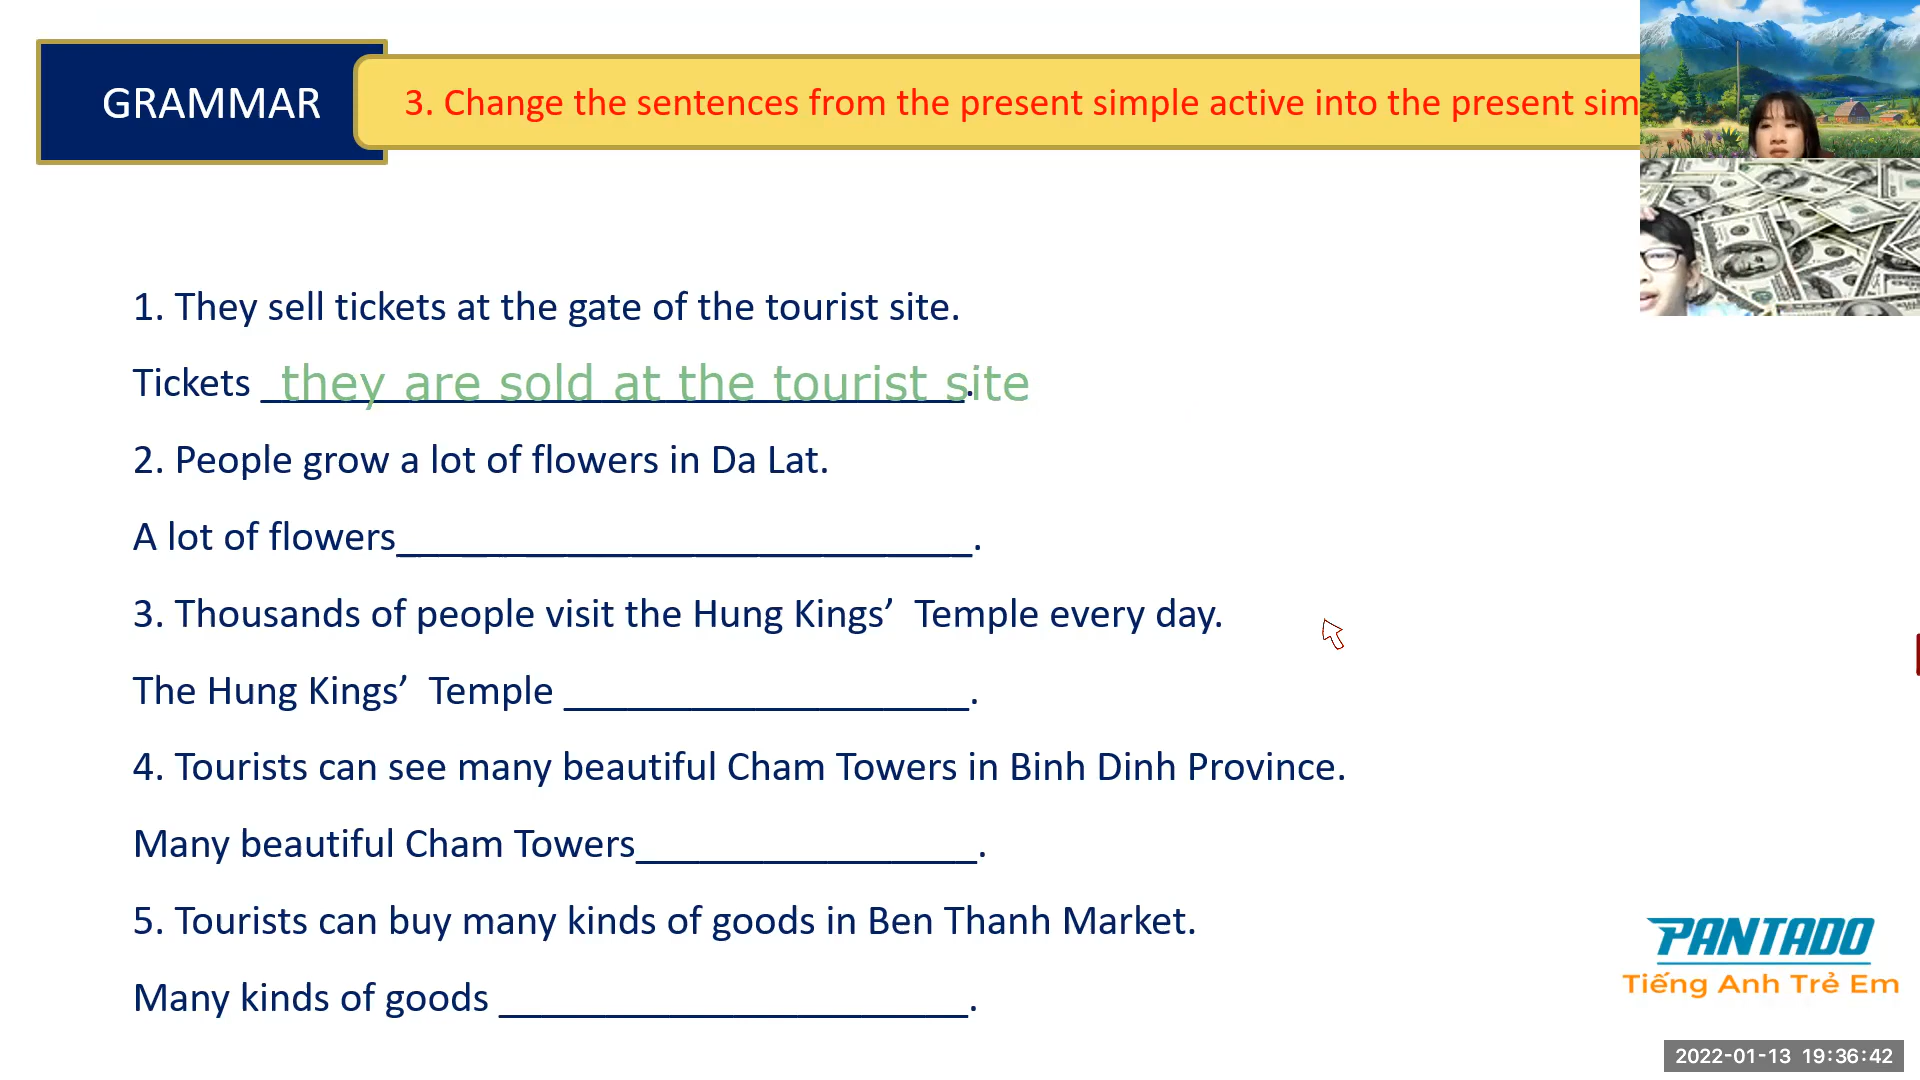 GRAMMAR
3. Change the sentences from the present simple active into the present sim
1. They sell tickets at the gate of the tourist site.
Tickets _________________________________.
they are sold at the tourist site
2. People grow a lot of flowers in Da Lat.
A lot of flowers___________________________.
3. Thousands of people visit the Hung Kings’ Temple every day.
The Hung Kings’ Temple ___________________.
4. Tourists can see many beautiful Cham Towers in Binh Dinh Province.
Many beautiful Cham Towers________________.
5. Tourists can buy many kinds of goods in Ben Thanh Market.
Many kinds of goods ______________________.
PANTADO
Tiếng Anh Trẻ Em
2022-01-13 19:36:42